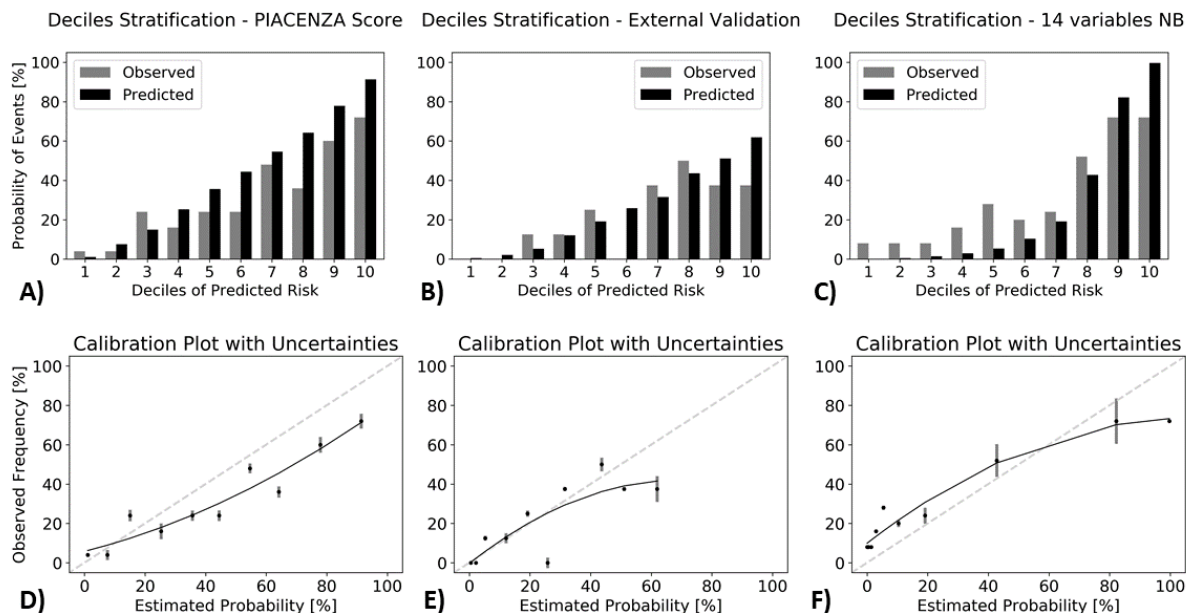 Deciles Stratification - PIACENZA Score
Deciles Stratification - External Validation
Deciles Stratification - 14 variables NB
Probability of Events [%]
100
80
60
40
20
0
Observed
Predicted
1 2 3 4 5 6 7 8 9 10
A)
Deciles of Predicted Risk
100
80
60
40
20
0
Observed
Predicted
1 2 3 4 5 6 7 8 9 10
B)
Deciles of Predicted Risk
100
80
60
40
20
0
Observed
Predicted
1 2 3 4 5 6 7 8 9 10
C)
Deciles of Predicted Risk
Calibration Plot with Uncertainties
Observed Frequency [%]
100
80
60
40
20
0
0 20 40 60 80 100
D)
Estimated Probability [%]
Calibration Plot with Uncertainties
100
80
60
40
20
0
0 20 40 60 80 100
E)
Estimated Probability [%]
Calibration Plot with Uncertainties
100
80
60
40
20
0
0 20 40 60 80 100
F)
Estimated Probability [%]